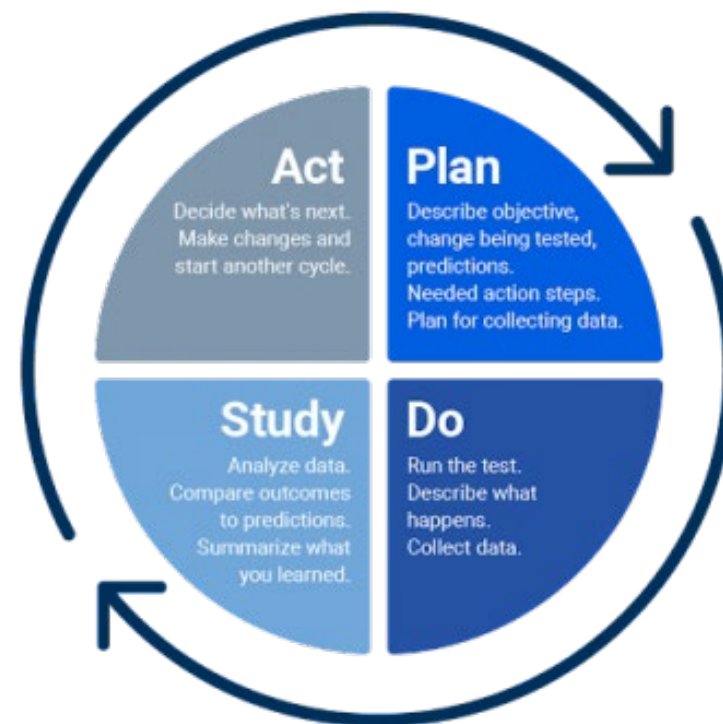 Act
Decide what's next.
Make changes and
start another cycle.
Plan
Describe objective,
change being tested,
predictions.
Needed action steps.
Plan for collecting data.
Study
Analyze data.
Compare outcomes
to predictions.
Summarize what
you learned.
Do
Run the test.
Describe what
happens.
Collect data.